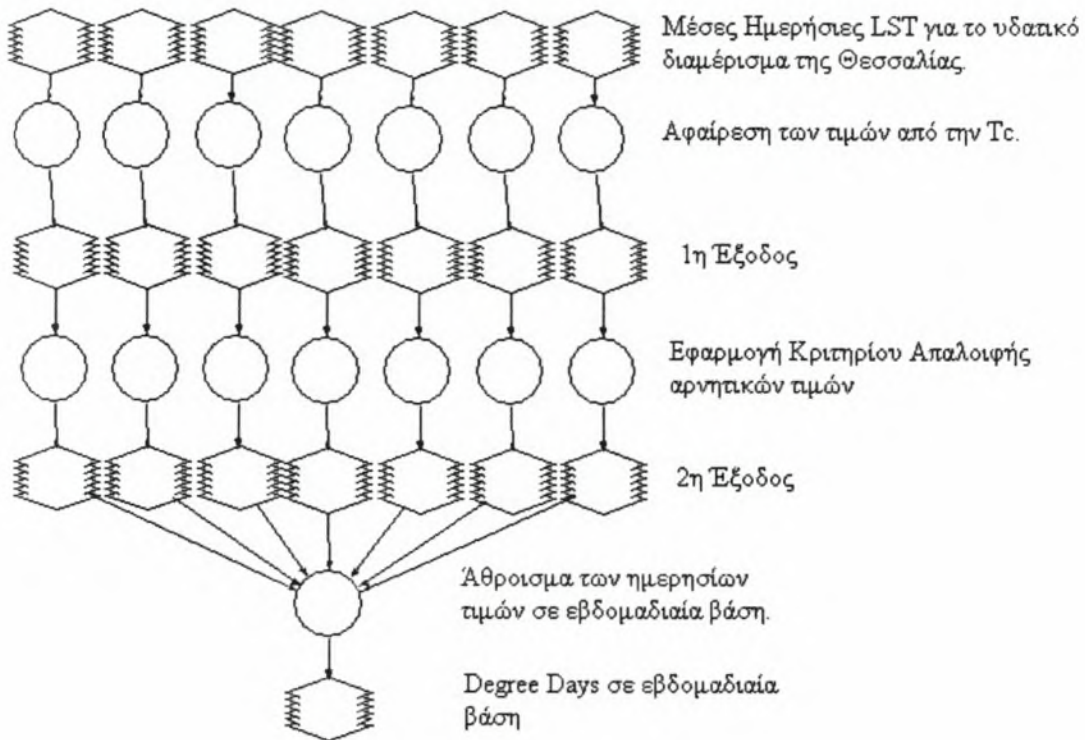 Μέσες Ημερήσιες LST για το υδατικό
διαμέρισμα της Θεσσαλίας.
Αφαίρεση των τιμών από την Tc.
1η Έξοδος
Εφαρμογή Κριτηρίου Απαλοιφής
αρνητικών τιμών
2η Έξοδος
Άθροισμα των ημερησίων
τιμών σε εβδομαδιαία βάση.
Degree Days σε εβδομαδιαία
βάση